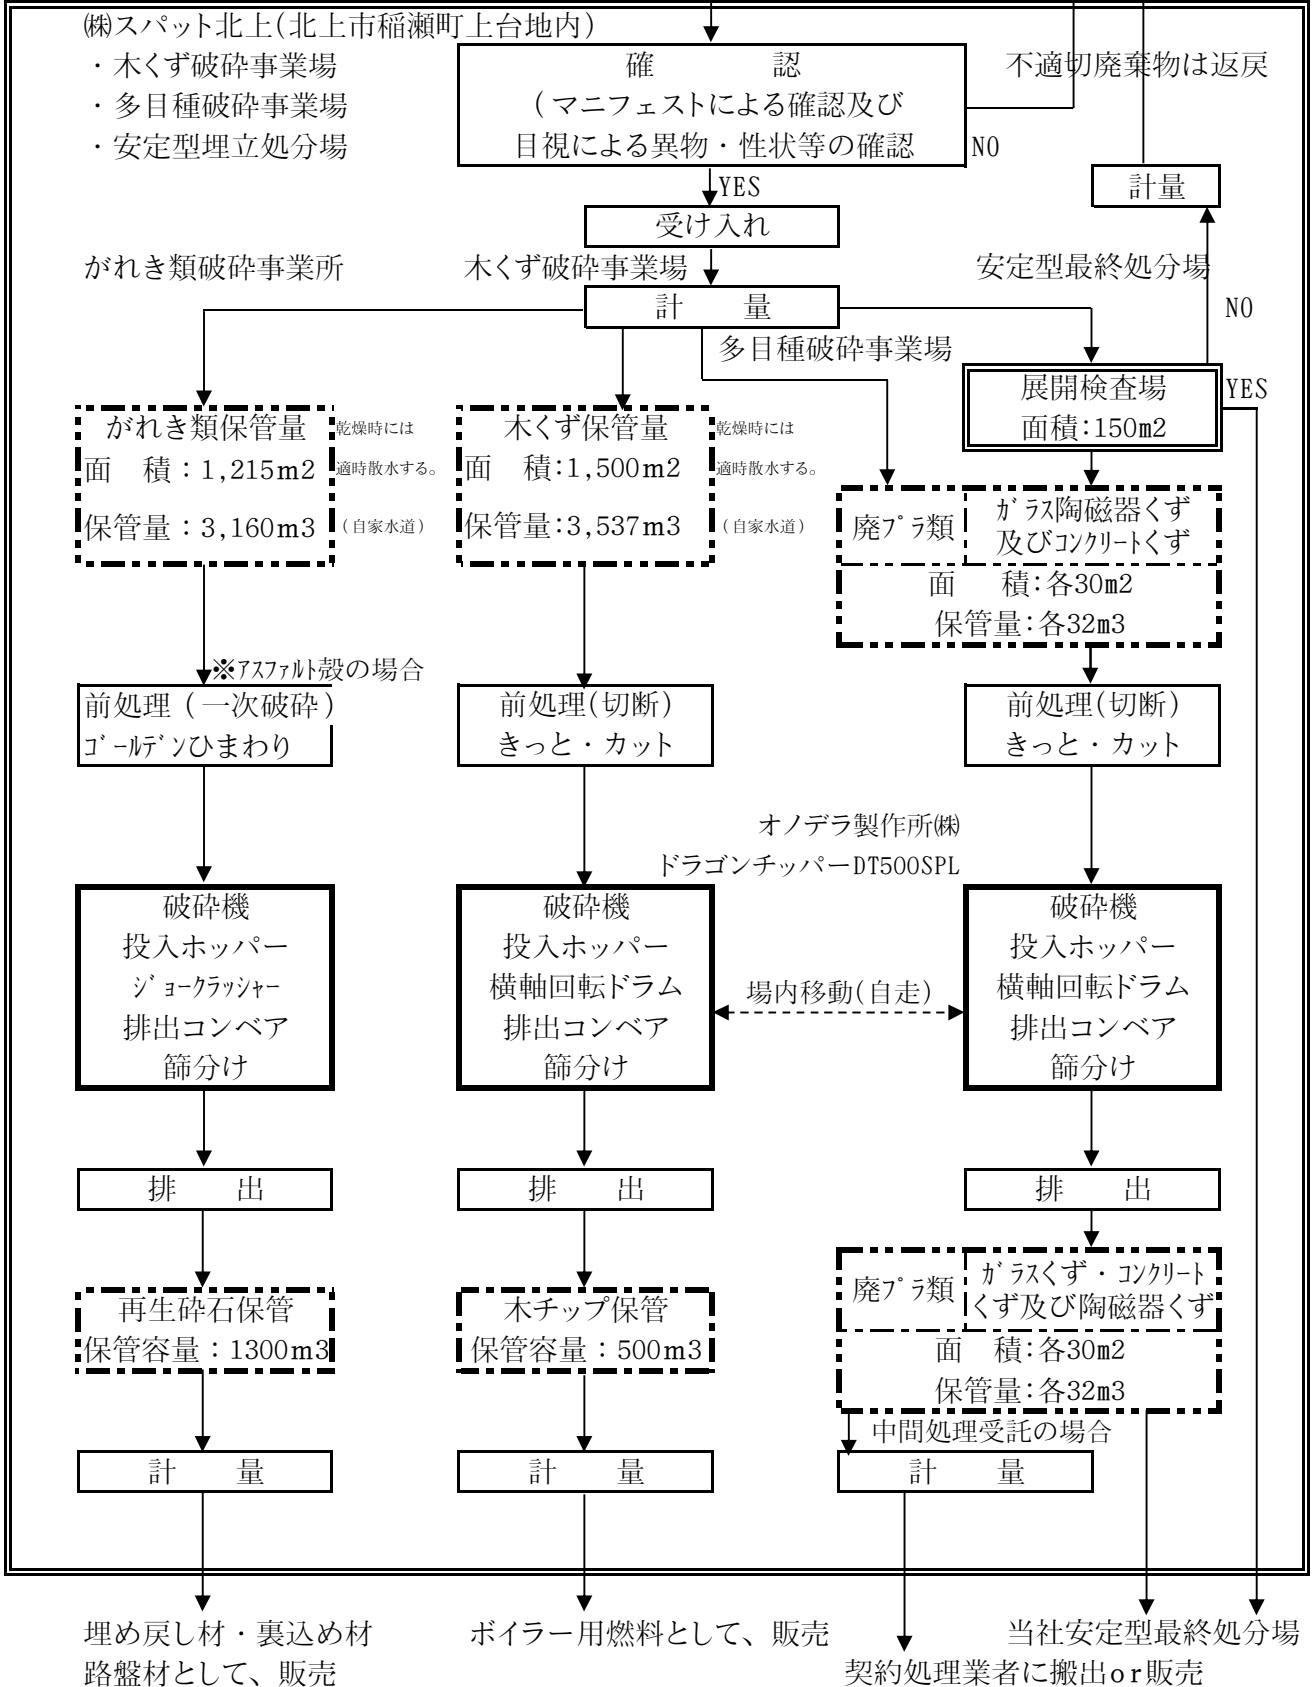 ㈱スパット北上(北上市稲瀬町上台地内)
・木くず破砕事業場
・多目種破砕事業場
・安定型埋立処分場
確　　認
(マニフェストによる確認及び
目視による異物・性状等の確認
不適切廃棄物は返戻
NO
YES
計量
受け入れ
がれき類破砕事業所
木くず破砕事業場
安定型最終処分場
計　　量
NO
多目種破砕事業場
展開検査場
面積:150m2
YES
がれき類保管量
面　積：1,215m2
保管量：3,160m3
乾燥時には
適時散水する。
(自家水道)
木くず保管量
面　積:1,500m2
保管量:3,537m3
乾燥時には
適時散水する。
(自家水道)
廃ﾌﾟﾗ類
ｶﾞﾗｽ陶磁器くず
及びｺﾝｸﾘｰﾄくず
面　積:各30m2
保管量:各32m3
※ｱｽﾌｧﾙﾄ殻の場合
前処理(一次破砕)
ｺﾞｰﾙﾃﾞﾝひまわり
前処理(切断)
きっと・カット
前処理(切断)
きっと・カット
オノデラ製作所㈱
ドラゴンチッパーDT500SPL
破砕機
投入ホッパー
ｼﾞｮｰｸﾗｯｼｬｰ
排出コンベア
篩分け
破砕機
投入ホッパー
横軸回転ドラム
排出コンベア
篩分け
場内移動(自走)
破砕機
投入ホッパー
横軸回転ドラム
排出コンベア
篩分け
排　　出
排　　出
排　　出
再生砕石保管
保管容量：1300m3
木チップ保管
保管容量：500m3
廃ﾌﾟﾗ類
ｶﾞﾗｽくず・ｺﾝｸﾘｰﾄ
くず及び陶磁器くず
面　積:各30m2
保管量:各32m3
中間処理受託の場合
計　　量
計　　量
計　　量
埋め戻し材・裏込め材
路盤材として、販売
ボイラー用燃料として、販売
当社安定型最終処分場
契約処理業者に搬出or販売